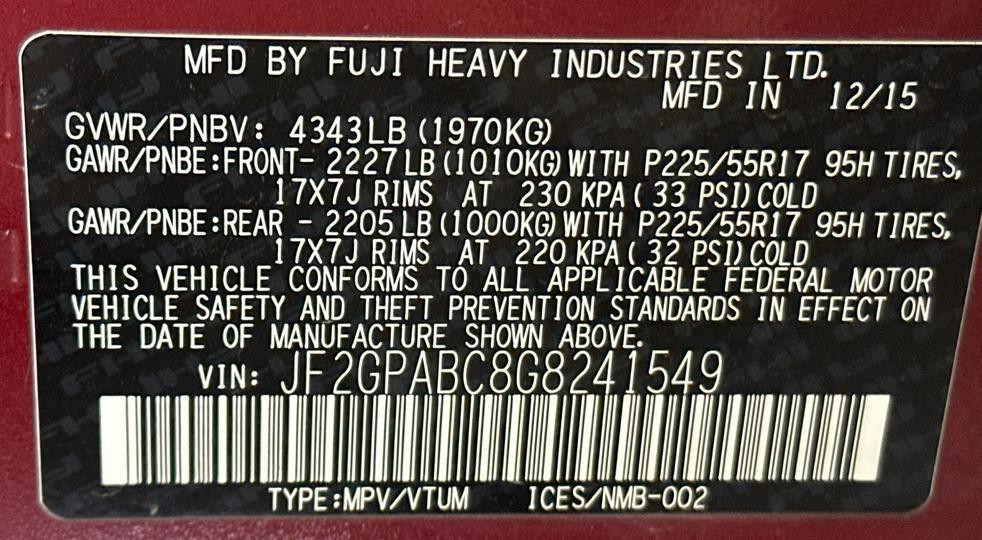 MFD BY FUJI HEAVY INDUSTRIES LTD.
MFD IN 12/15
GVWR/PNBV: 4343LB (1970KG)
GAWR/PNBE:FRONT- 2227LB (1010KG) WITH P225/55R17 95H TIRES,
17X7J RIMS AT 230 KPA ( 33 PSI) COLD
GAWR/PNBE:REAR - 2205LB (1000KG) WITH P225/55R17 95H TIRES,
17X7J RIMS AT 220 KPA ( 32 PSI) COLD
THIS VEHICLE CONFORMS TO ALL APPLICABLE FEDERAL MOTOR
VEHICLE SAFETY AND THEFT PREVENTION STANDARDS IN EFFECT ON
THE DATE OF MANUFACTURE SHOWN ABOVE.
VIN: JF2GPABC8G8241549
TYPE:MPV/VTUM ICES/NMB-002